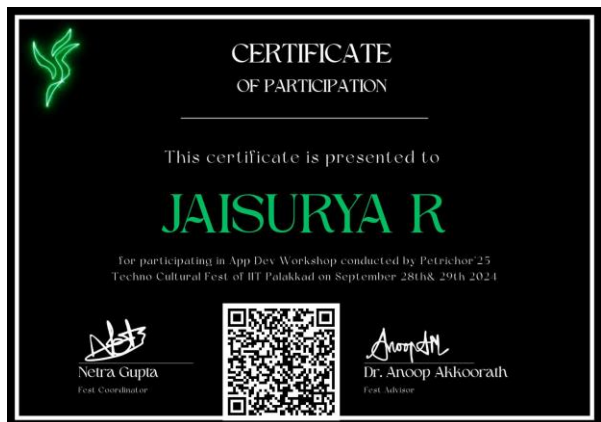 CERTIFICATE
OF PARTICIPATION
This certificate is presented to
JAISURYA R
for participating in App Dev Workshop conducted by Petrichor'25
Techno Cultural Fest of IIT Palakkad on September 28th& 29th 2024
Netra Gupta
Fest Coordinator
Anoop AM
Dr. Anoop Akkoorath
Fest Advisor